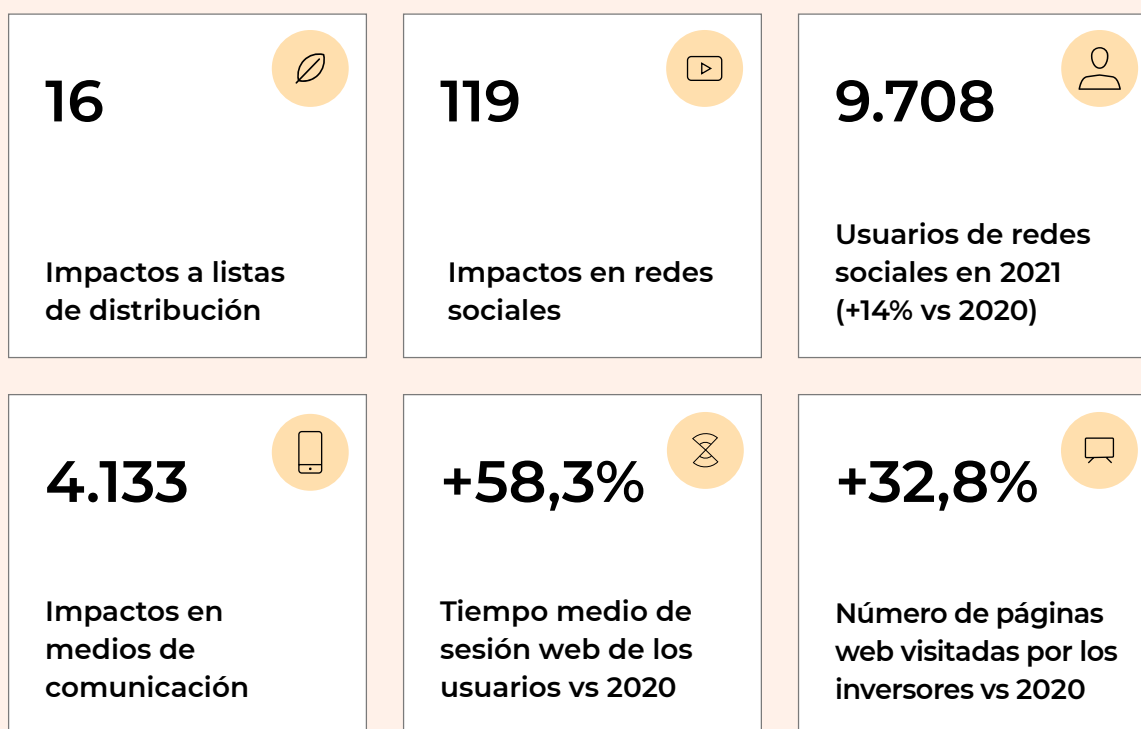 16
Impactos a listas
de distribución
119
Impactos en redes
sociales
9.708
Usuarios de redes
sociales en 2021
(+14% vs 2020)
4.133
Impactos en
medios de
comunicación
+58,3%
Tiempo medio de
sesión web de los
usuarios vs 2020
+32,8%
Número de páginas
web visitadas por los
inversores vs 2020